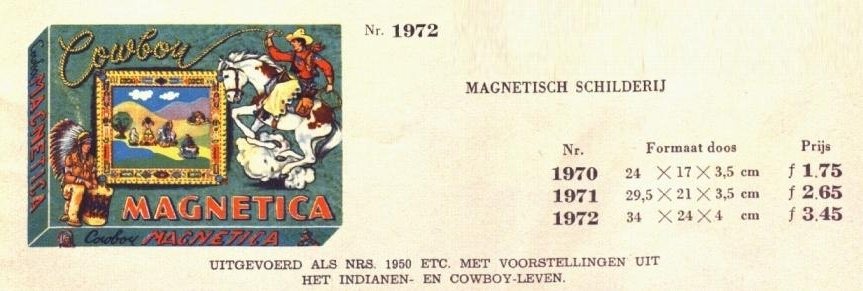 Cowboy
MAGNETICA
Cowboy MAGNETICA
Cowboy MAGNETICA
Nr. 1972
MAGNETISCH SCHILDERIJ
Nr. Formaat doos Prijs
1970 24 × 17 × 3,5 cm f 1.75
1971 29,5 × 21 × 3,5 cm f 2.65
1972 34 × 24 × 4 cm f 3.45
UITGEVOERD ALS NRS. 1950 ETC. MET VOORSTELLINGEN UIT
HET INDIANEN- EN COWBOY-LEVEN.